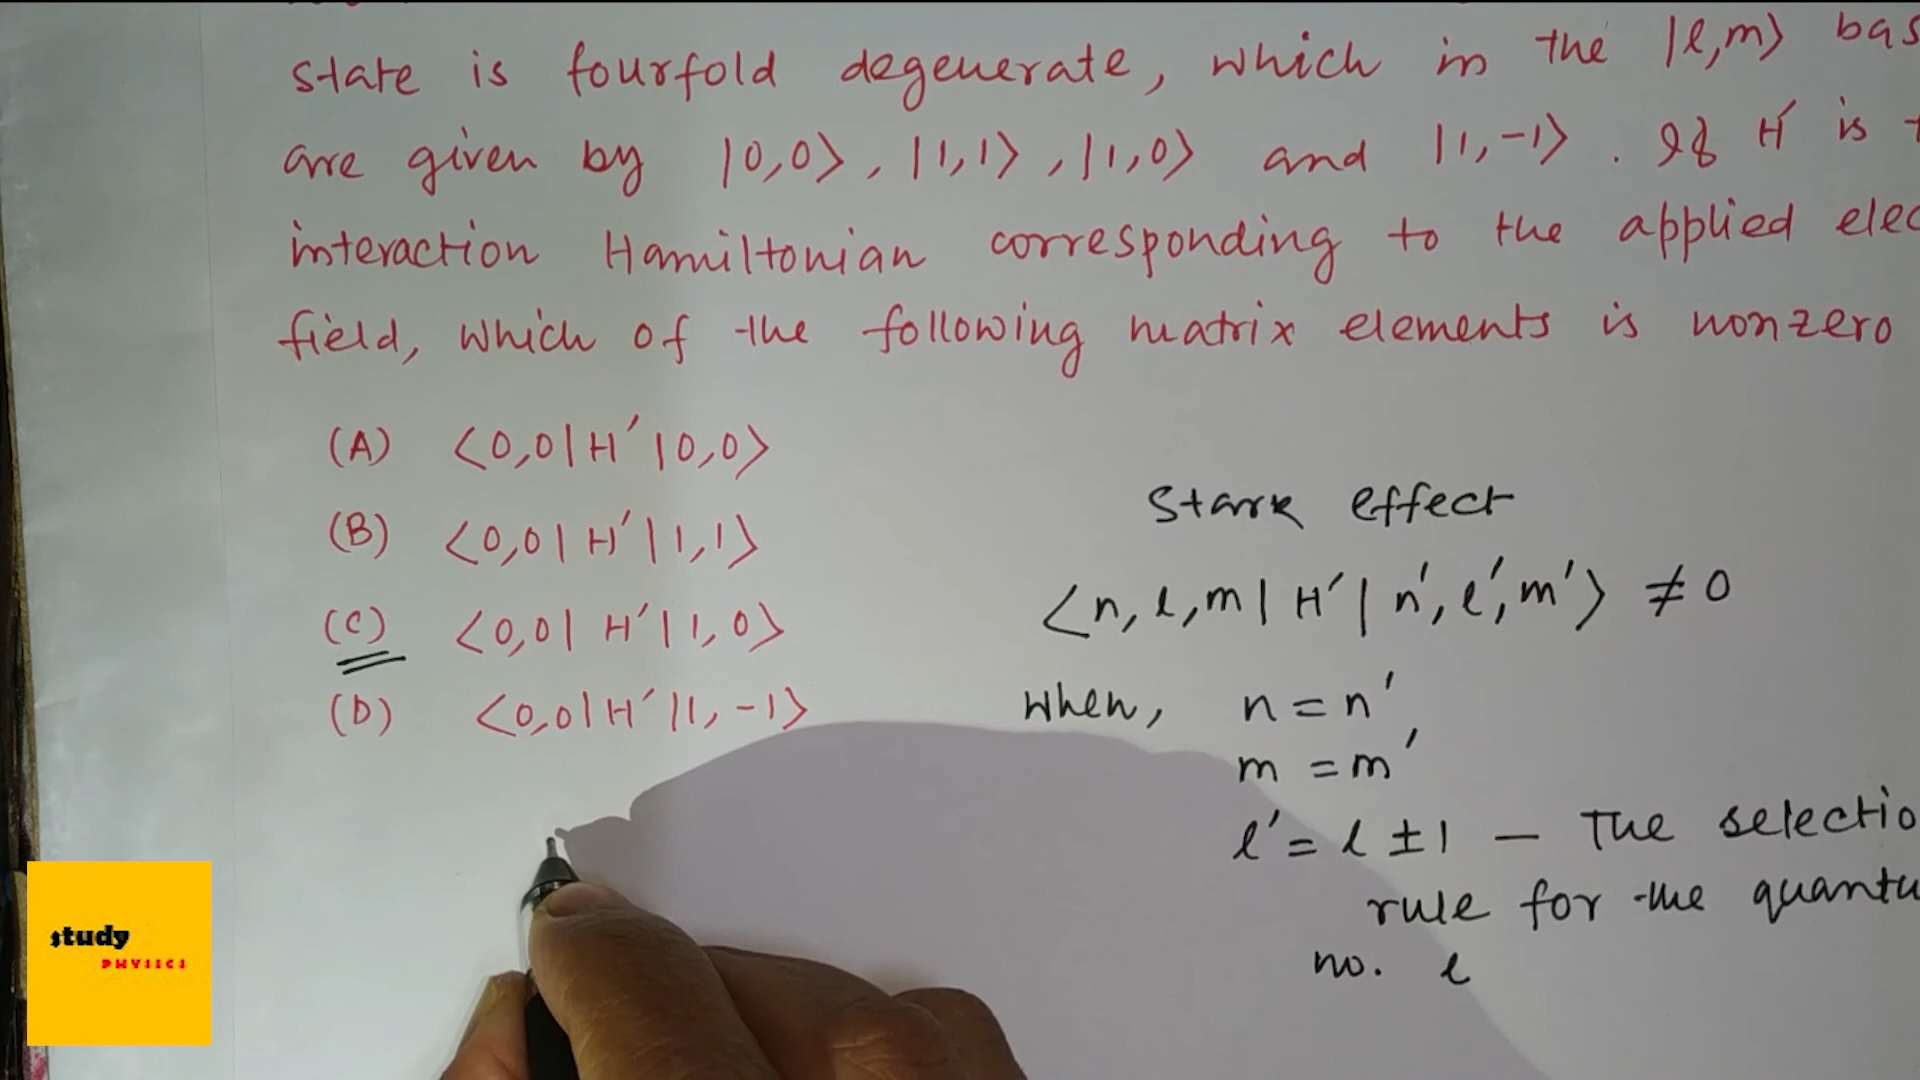 state is fourfold degenerate, which in the |l,m⟩ bas
are given by |0,0⟩, |1,1⟩, |1,0⟩ and |1,-1⟩. If H′ is t
interaction Hamiltonian corresponding to the applied elec
field, which of the following matrix elements is nonzero
(A) ⟨0,0|H′|0,0⟩
(B) ⟨0,0|H′|1,1⟩
(C) ⟨0,0|H′|1,0⟩
(D) ⟨0,0|H′|1,-1⟩
Stark effect
⟨n,l,m|H′|n′,l′,m′⟩ ≠ 0
when, n = n′,
m = m′
l′ = l ± 1 — The selectio
rule for the quantu
no. l
study
PHYSICS